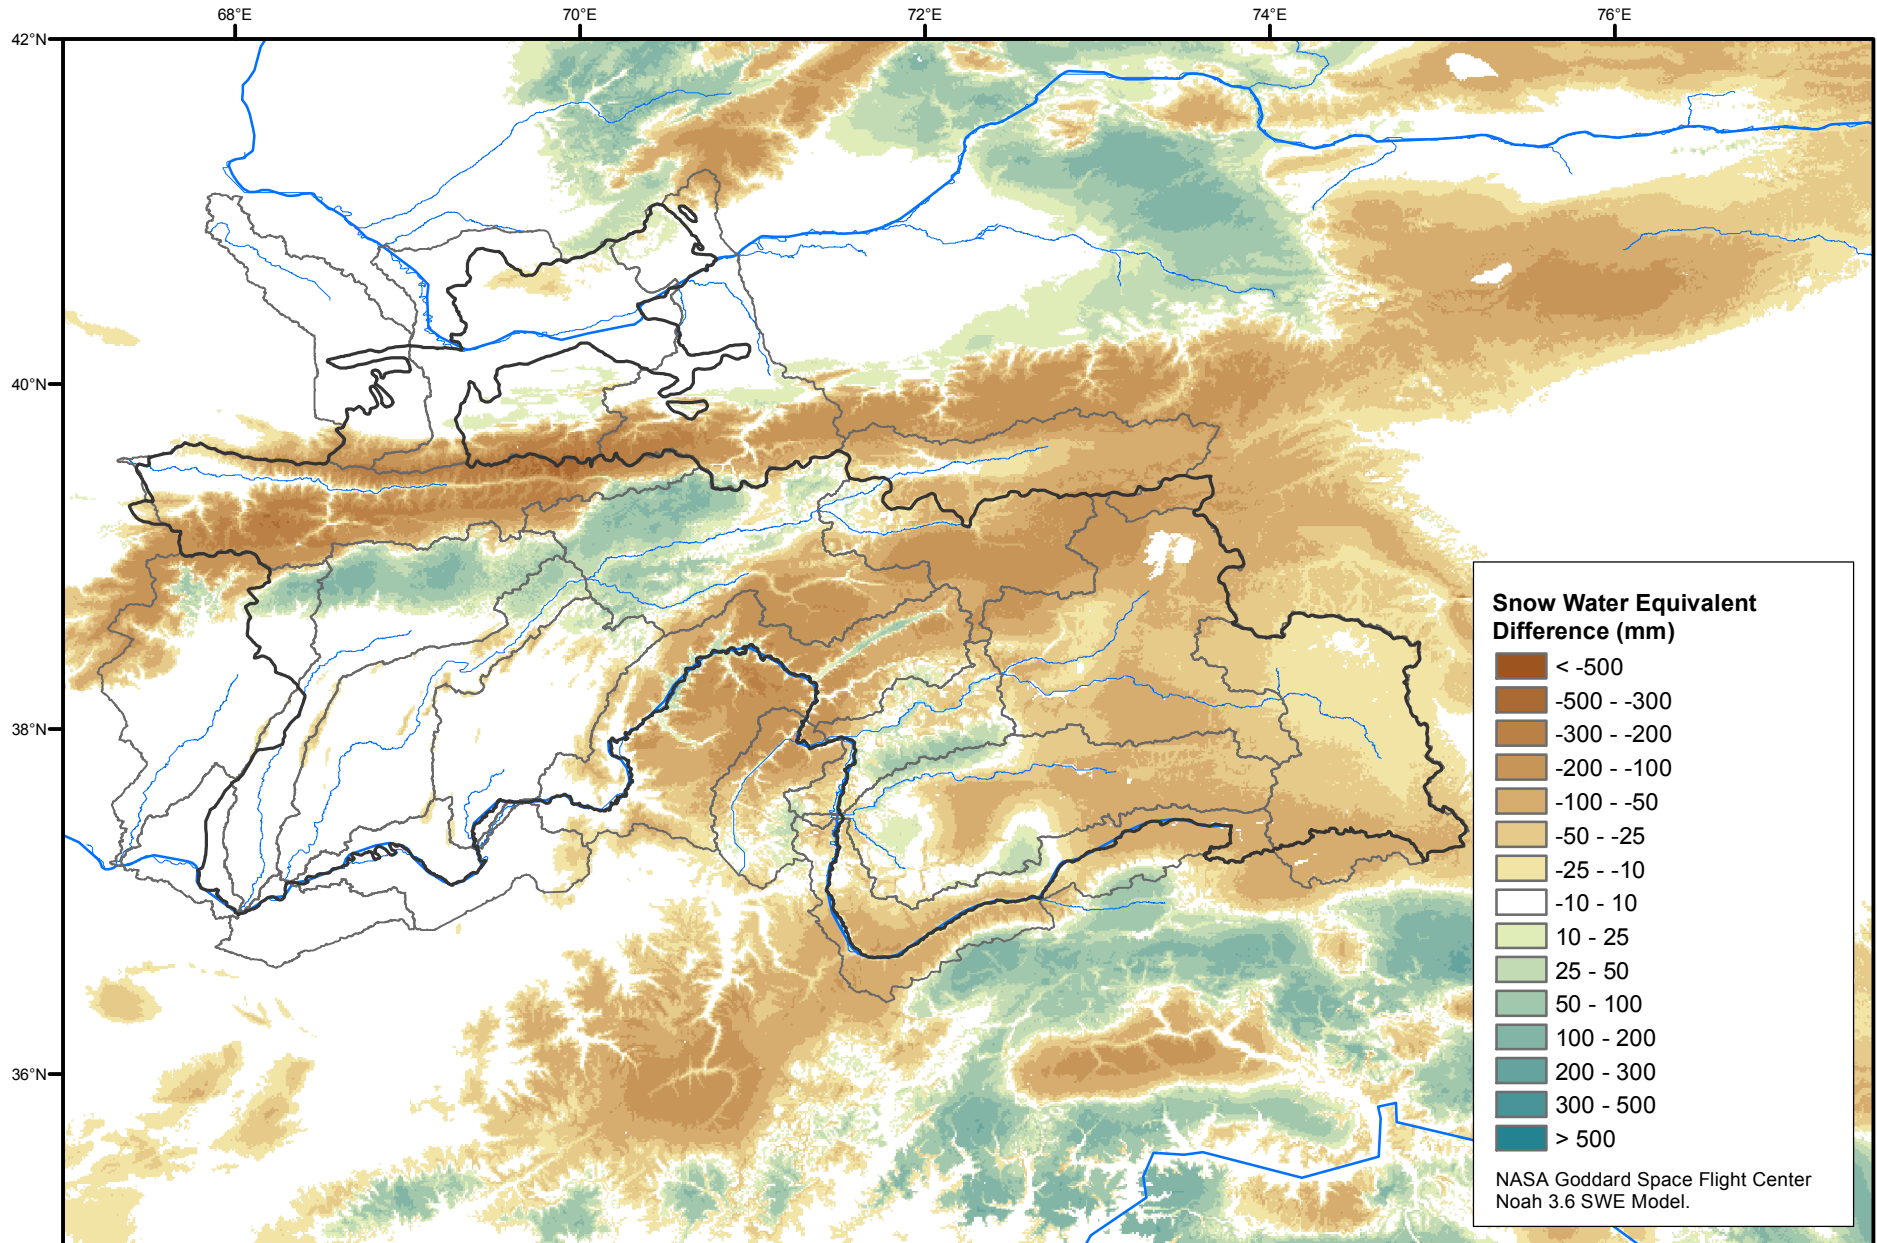 68°E 70°E 72°E 74°E 76°E
42°N
40°N
38°N
36°N
Snow Water Equivalent
Difference (mm)
< -500
-500 - -300
-300 - -200
-200 - -100
-100 - -50
-50 - -25
-25 - -10
-10 - 10
10 - 25
25 - 50
50 - 100
100 - 200
200 - 300
300 - 500
> 500
NASA Goddard Space Flight Center
Noah 3.6 SWE Model.